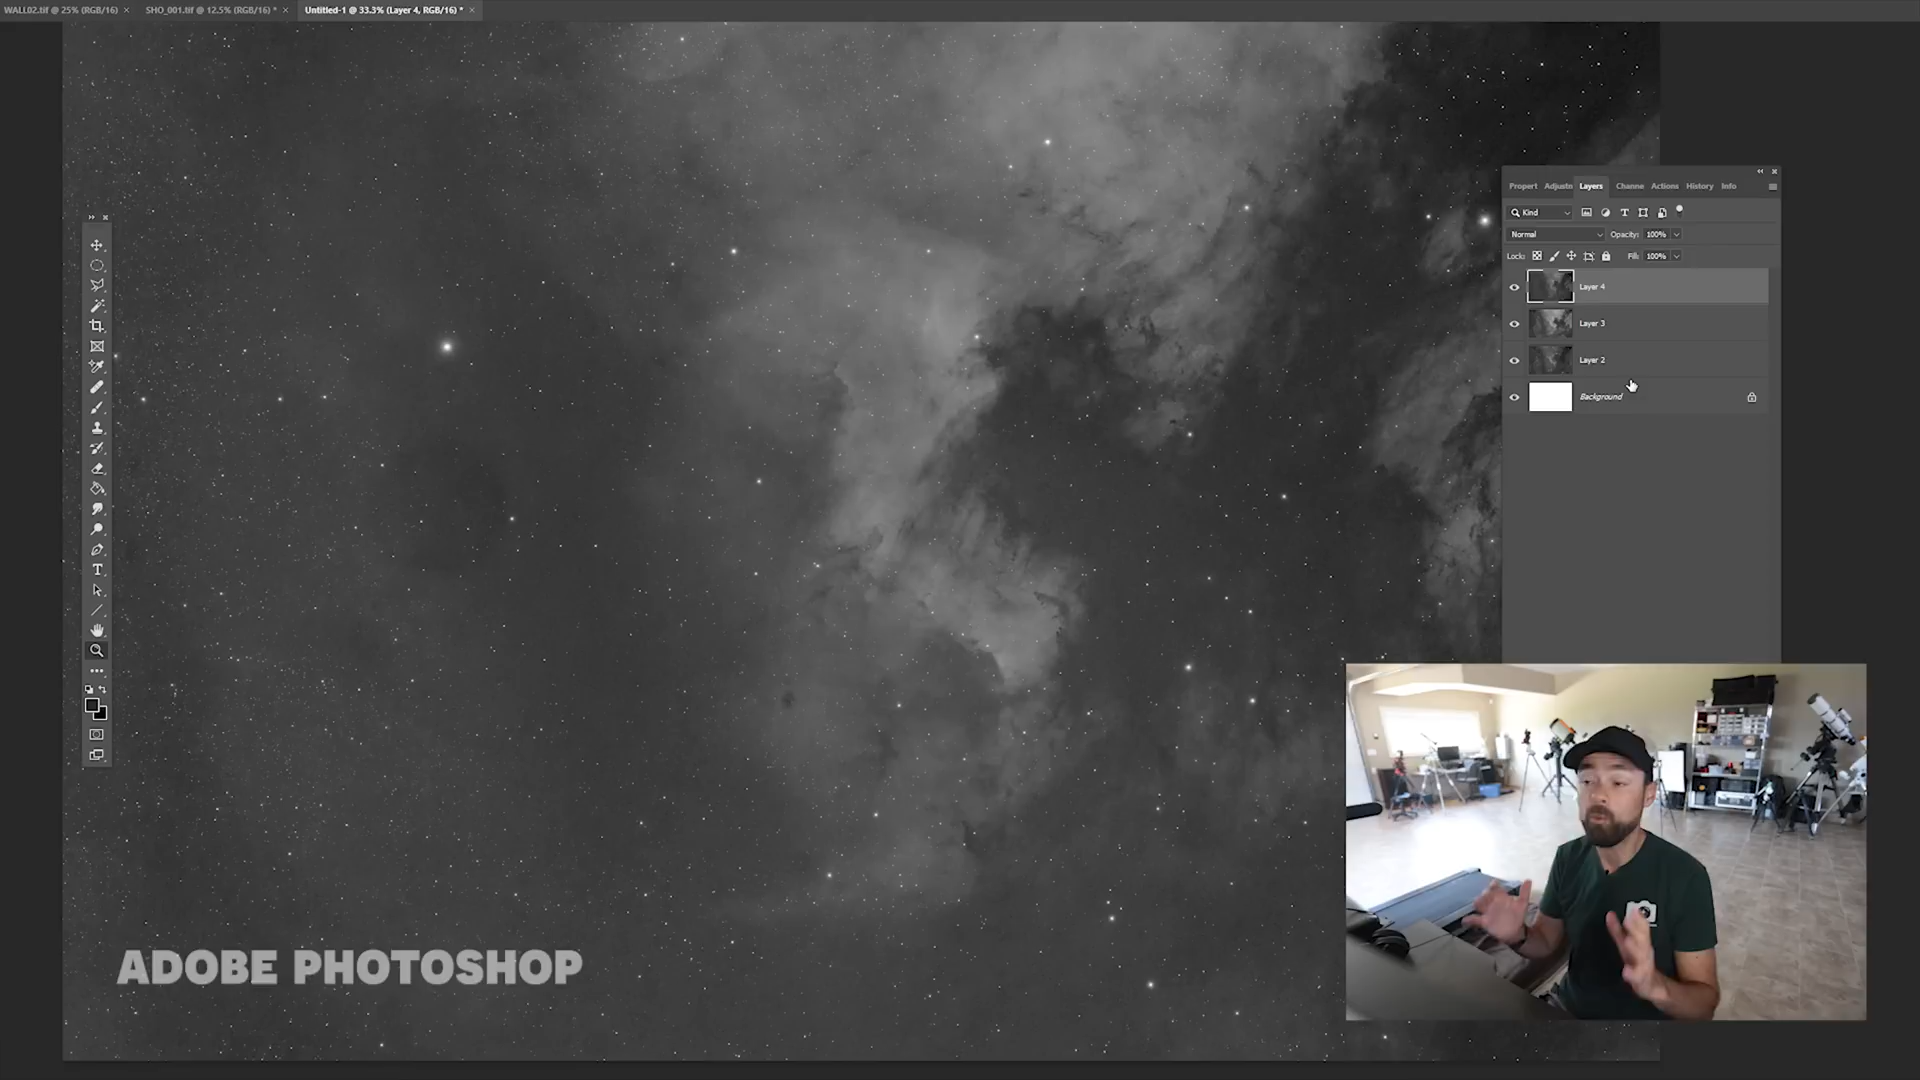 WALL02.tif @ 25% (RGB/16) ×
SHO_001.tif @ 12.5% (RGB/16) * ×
Untitled-1 @ 33.3% (Layer 4, RGB/16) * ×
Propert Adjustn Layers Channe Actions History Info
Kind
Normal Opacity: 100%
Lock: Fill: 100%
Layer 4
Layer 3
Layer 2
Background
ADOBE PHOTOSHOP